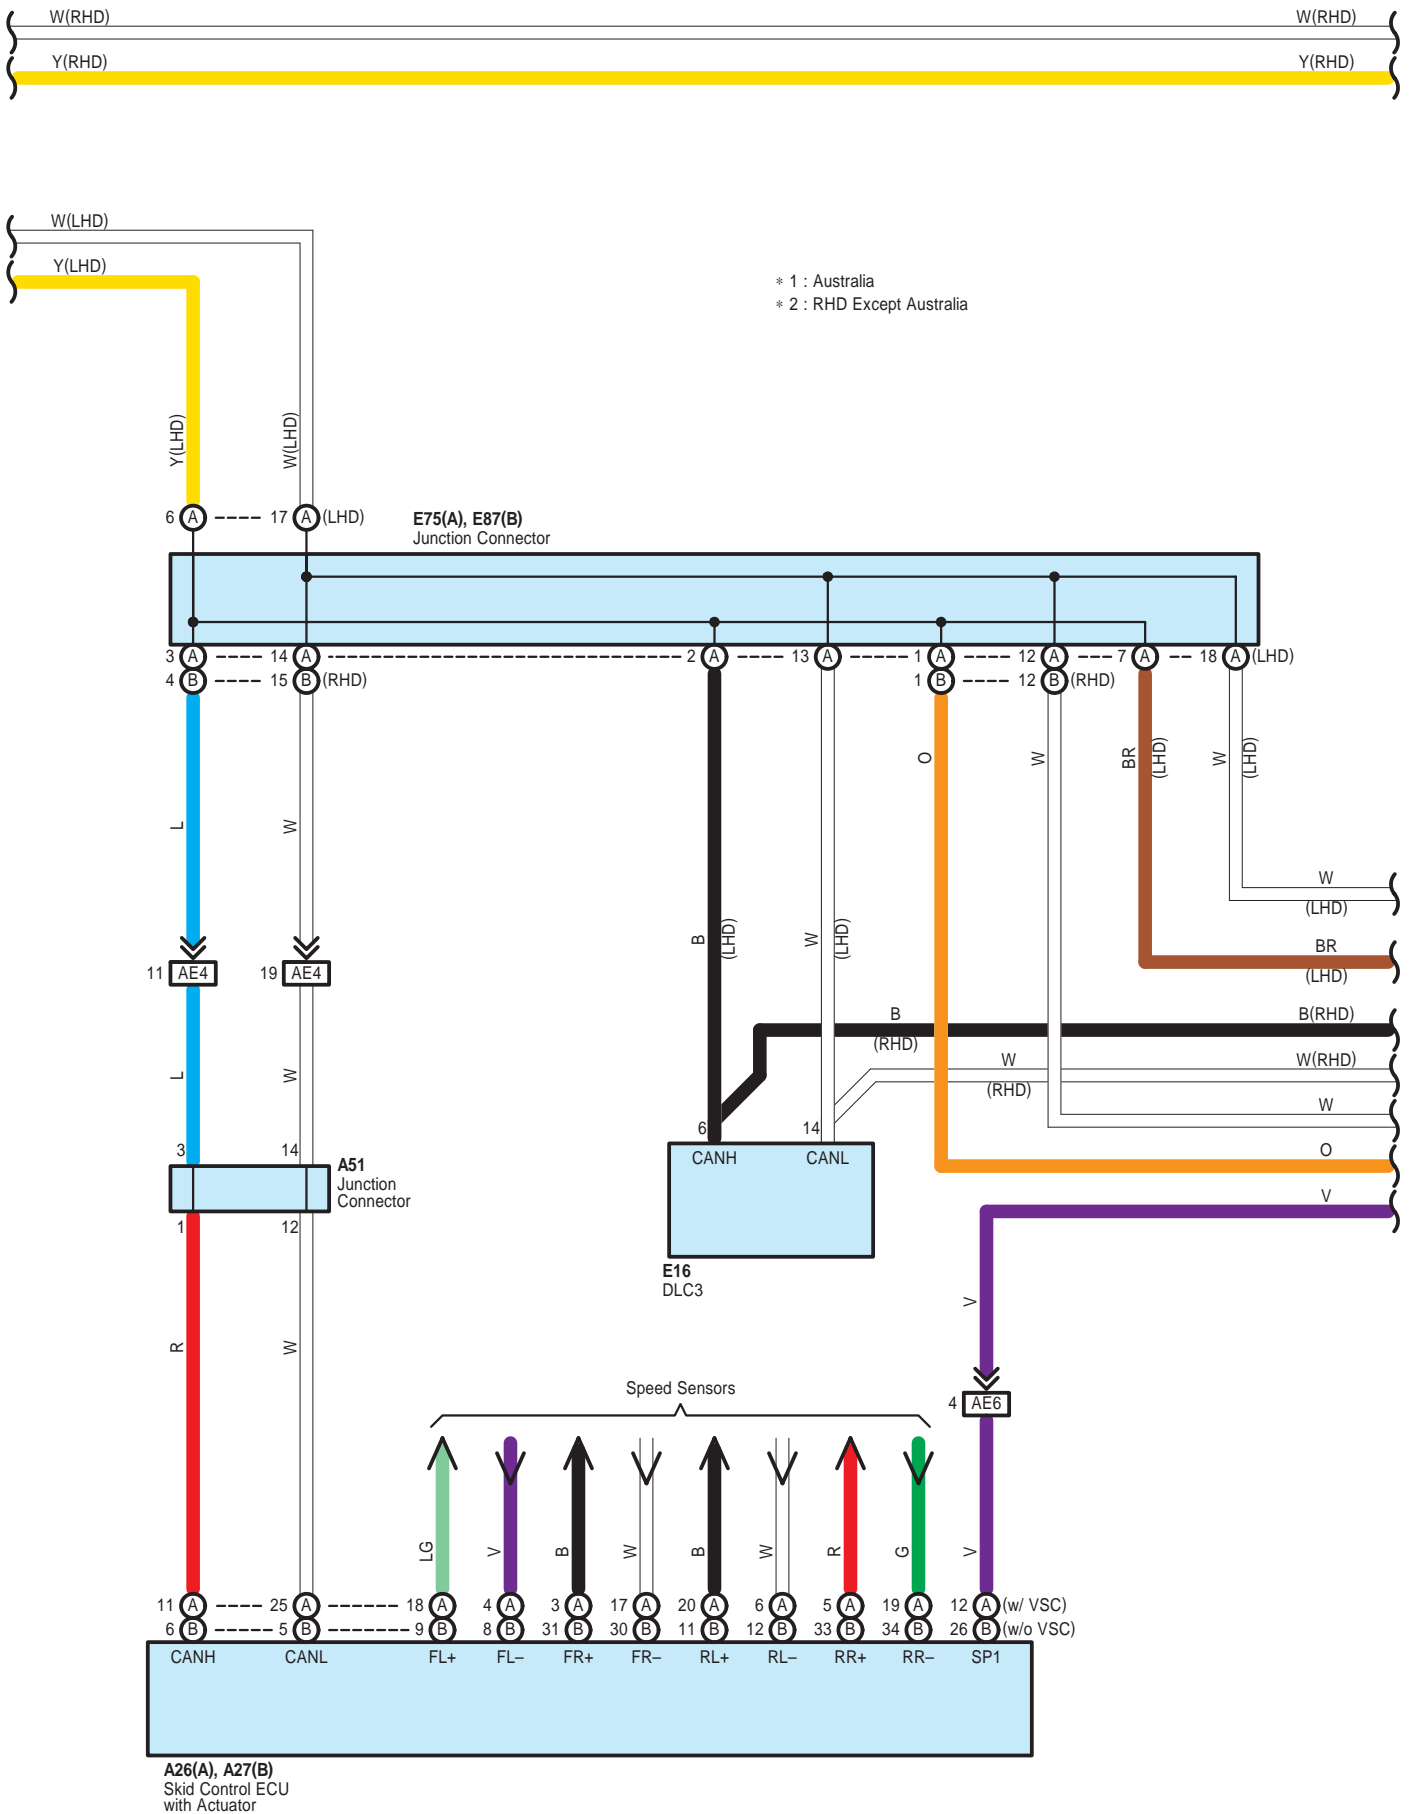 W(RHD) W(RHD)
Y(RHD) Y(RHD)
W(LHD)
Y(LHD)
* 1 : Australia
* 2 : RHD Except Australia
Y(LHD) W(LHD)
6 A 17 A (LHD)
E75(A), E87(B)
Junction Connector
3 A 14 A 2 A 13 A 1 A 12 A 7 A 18 A (LHD)
4 B 15 B (RHD) 1 B 12 B (RHD)
L W O W BR (LHD) W (LHD)
W
(LHD)
B (LHD) W (LHD)
BR
(LHD)
11 AE4 19 AE4
B B(RHD)
(RHD)
L W W W(RHD)
(RHD)
W
6 14
3 14 O
CANH CANL
A51
Junction
Connector
V
1 12
E16
DLC3
V
R W
Speed Sensors
4 AE6
LG V B W B W R G V
11 A 25 A 18 A 4 A 3 A 17 A 20 A 6 A 5 A 19 A 12 A (w/ VSC)
6 B 5 B 9 B 8 B 31 B 30 B 11 B 12 B 33 B 34 B 26 B (w/o VSC)
CANH CANL FL+ FL– FR+ FR– RL+ RL– RR+ RR– SP1
A26(A), A27(B)
Skid Control ECU
with Actuator